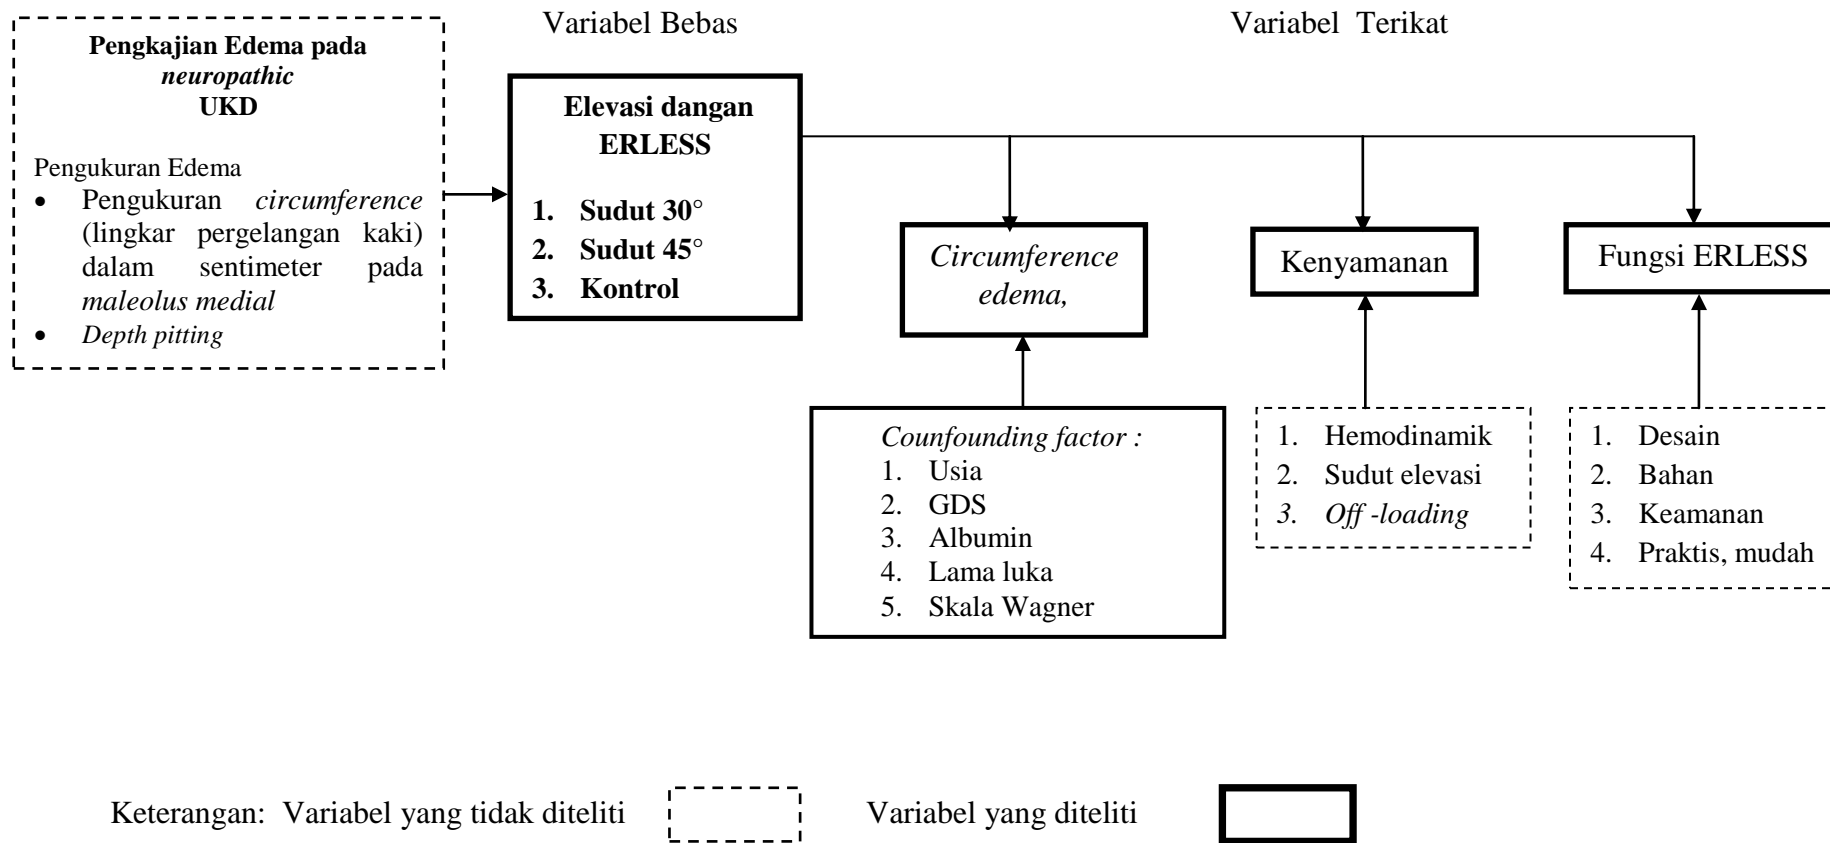 Variabel Bebas
Variabel Terikat
Pengkajian Edema pada
neuropathic
UKD
Pengukuran Edema
• Pengukuran circumference
(lingkar pergelangan kaki)
dalam sentimeter pada
maleolus medial
• Depth pitting
Elevasi dangan
ERLESS
1. Sudut 30°
2. Sudut 45°
3. Kontrol
Circumference
edema,
Kenyamanan
Fungsi ERLESS
Counfounding factor :
1. Usia
2. GDS
3. Albumin
4. Lama luka
5. Skala Wagner
1. Hemodinamik
2. Sudut elevasi
3. Off -loading
1. Desain
2. Bahan
3. Keamanan
4. Praktis, mudah
Keterangan: Variabel yang tidak diteliti
Variabel yang diteliti